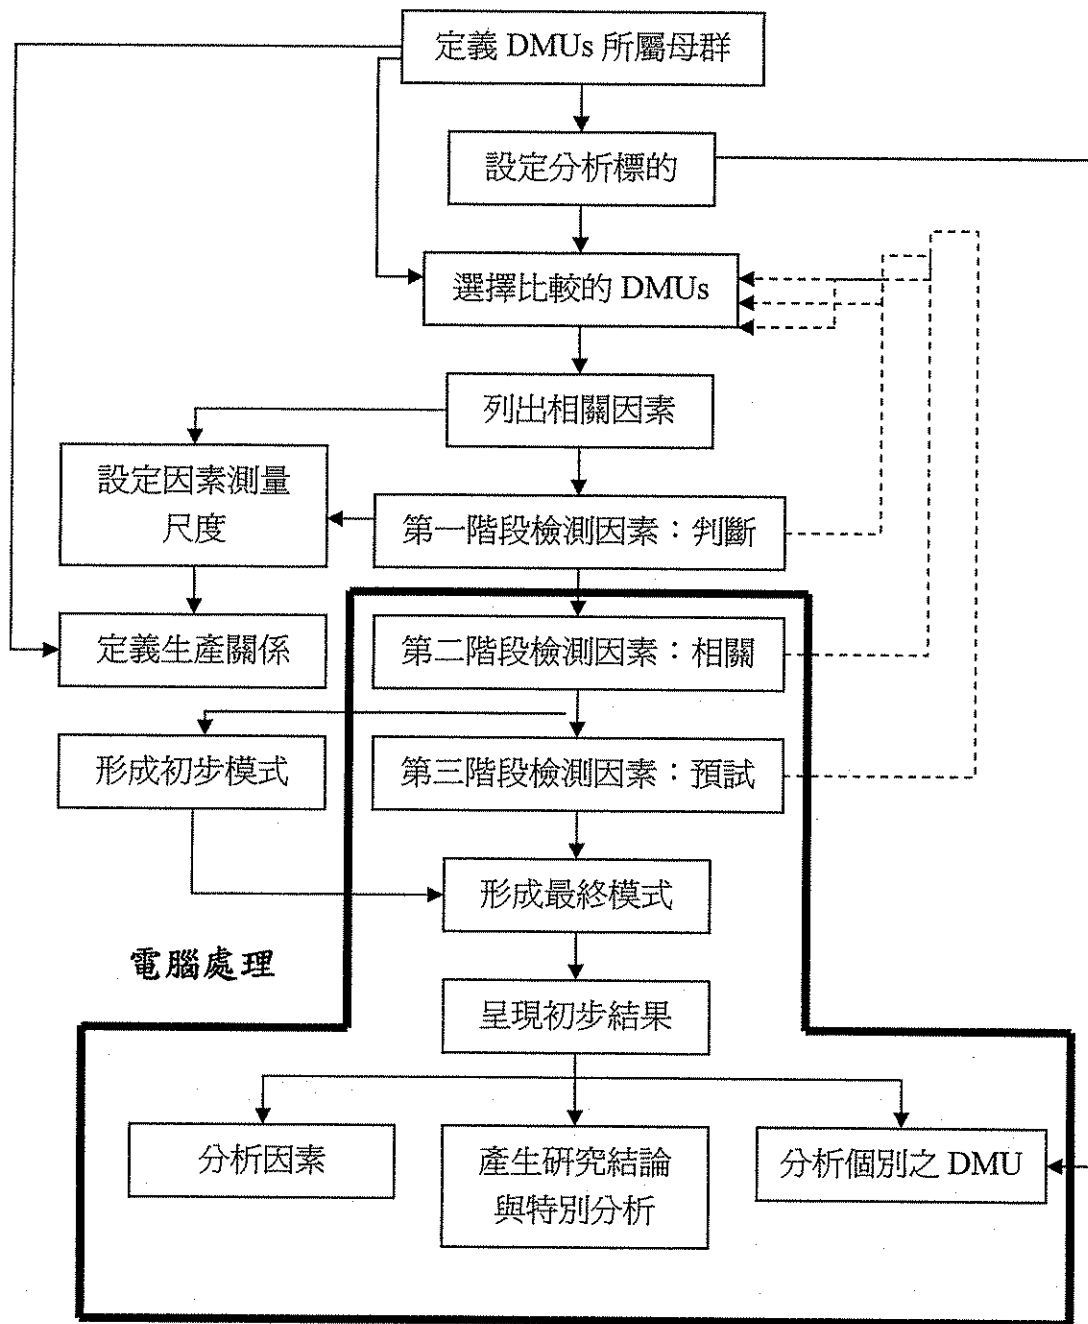 定義 DMUs 所屬母群
設定分析標的
選擇比較的 DMUs
列出相關因素
設定因素測量
尺度
第一階段檢測因素：判斷
定義生產關係
第二階段檢測因素：相關
形成初步模式
第三階段檢測因素：預試
形成最終模式
電腦處理
呈現初步結果
分析因素
產生研究結論
與特別分析
分析個別之 DMU